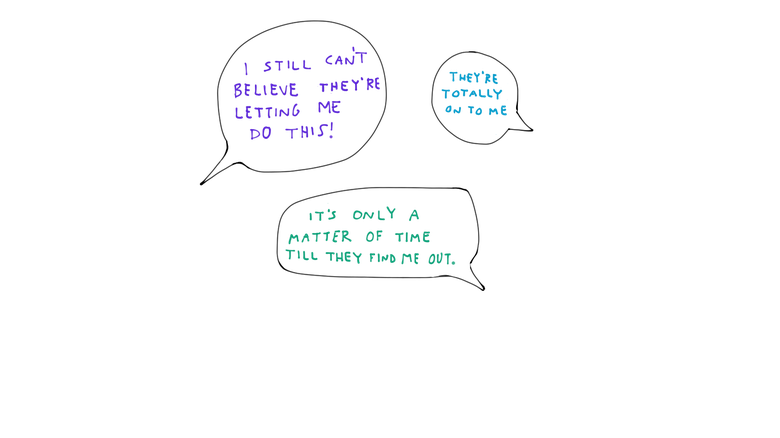 I STILL CAN'T
BELIEVE THEY'RE
LETTING ME
DO THIS!
THEY'RE
TOTALLY
ON TO ME
IT'S ONLY A
MATTER OF TIME
TILL THEY FIND ME OUT.